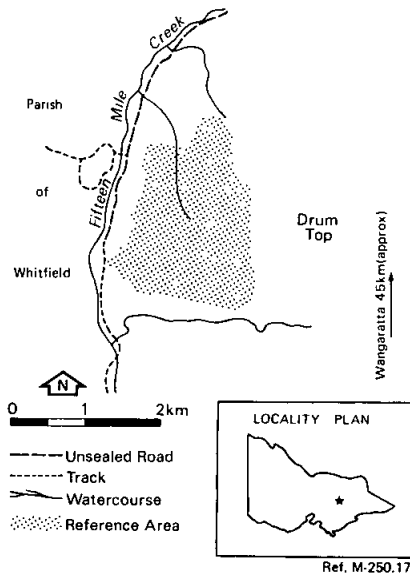 Creek
Mile
Fifteen
Parish
of
Whitfield
Drum
Top
Wangaratta 45km(approx)
N
0 1 2km
Unsealed Road
Track
Watercourse
Reference Area
LOCALITY PLAN
Ref. M-250.17